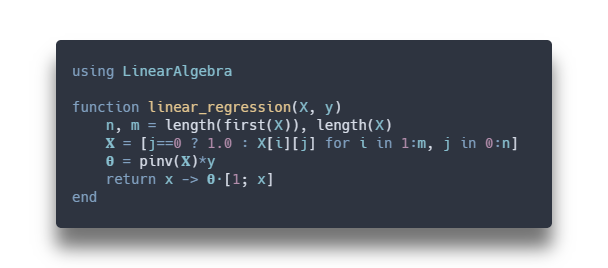 using LinearAlgebra
function linear_regression(X, y)
n, m = length(first(X)), length(X)
𝐗 = [j==0 ? 1.0 : X[i][j] for i in 1:m, j in 0:n]
θ = pinv(𝐗)*y
return x -> θ⋅[1; x]
end